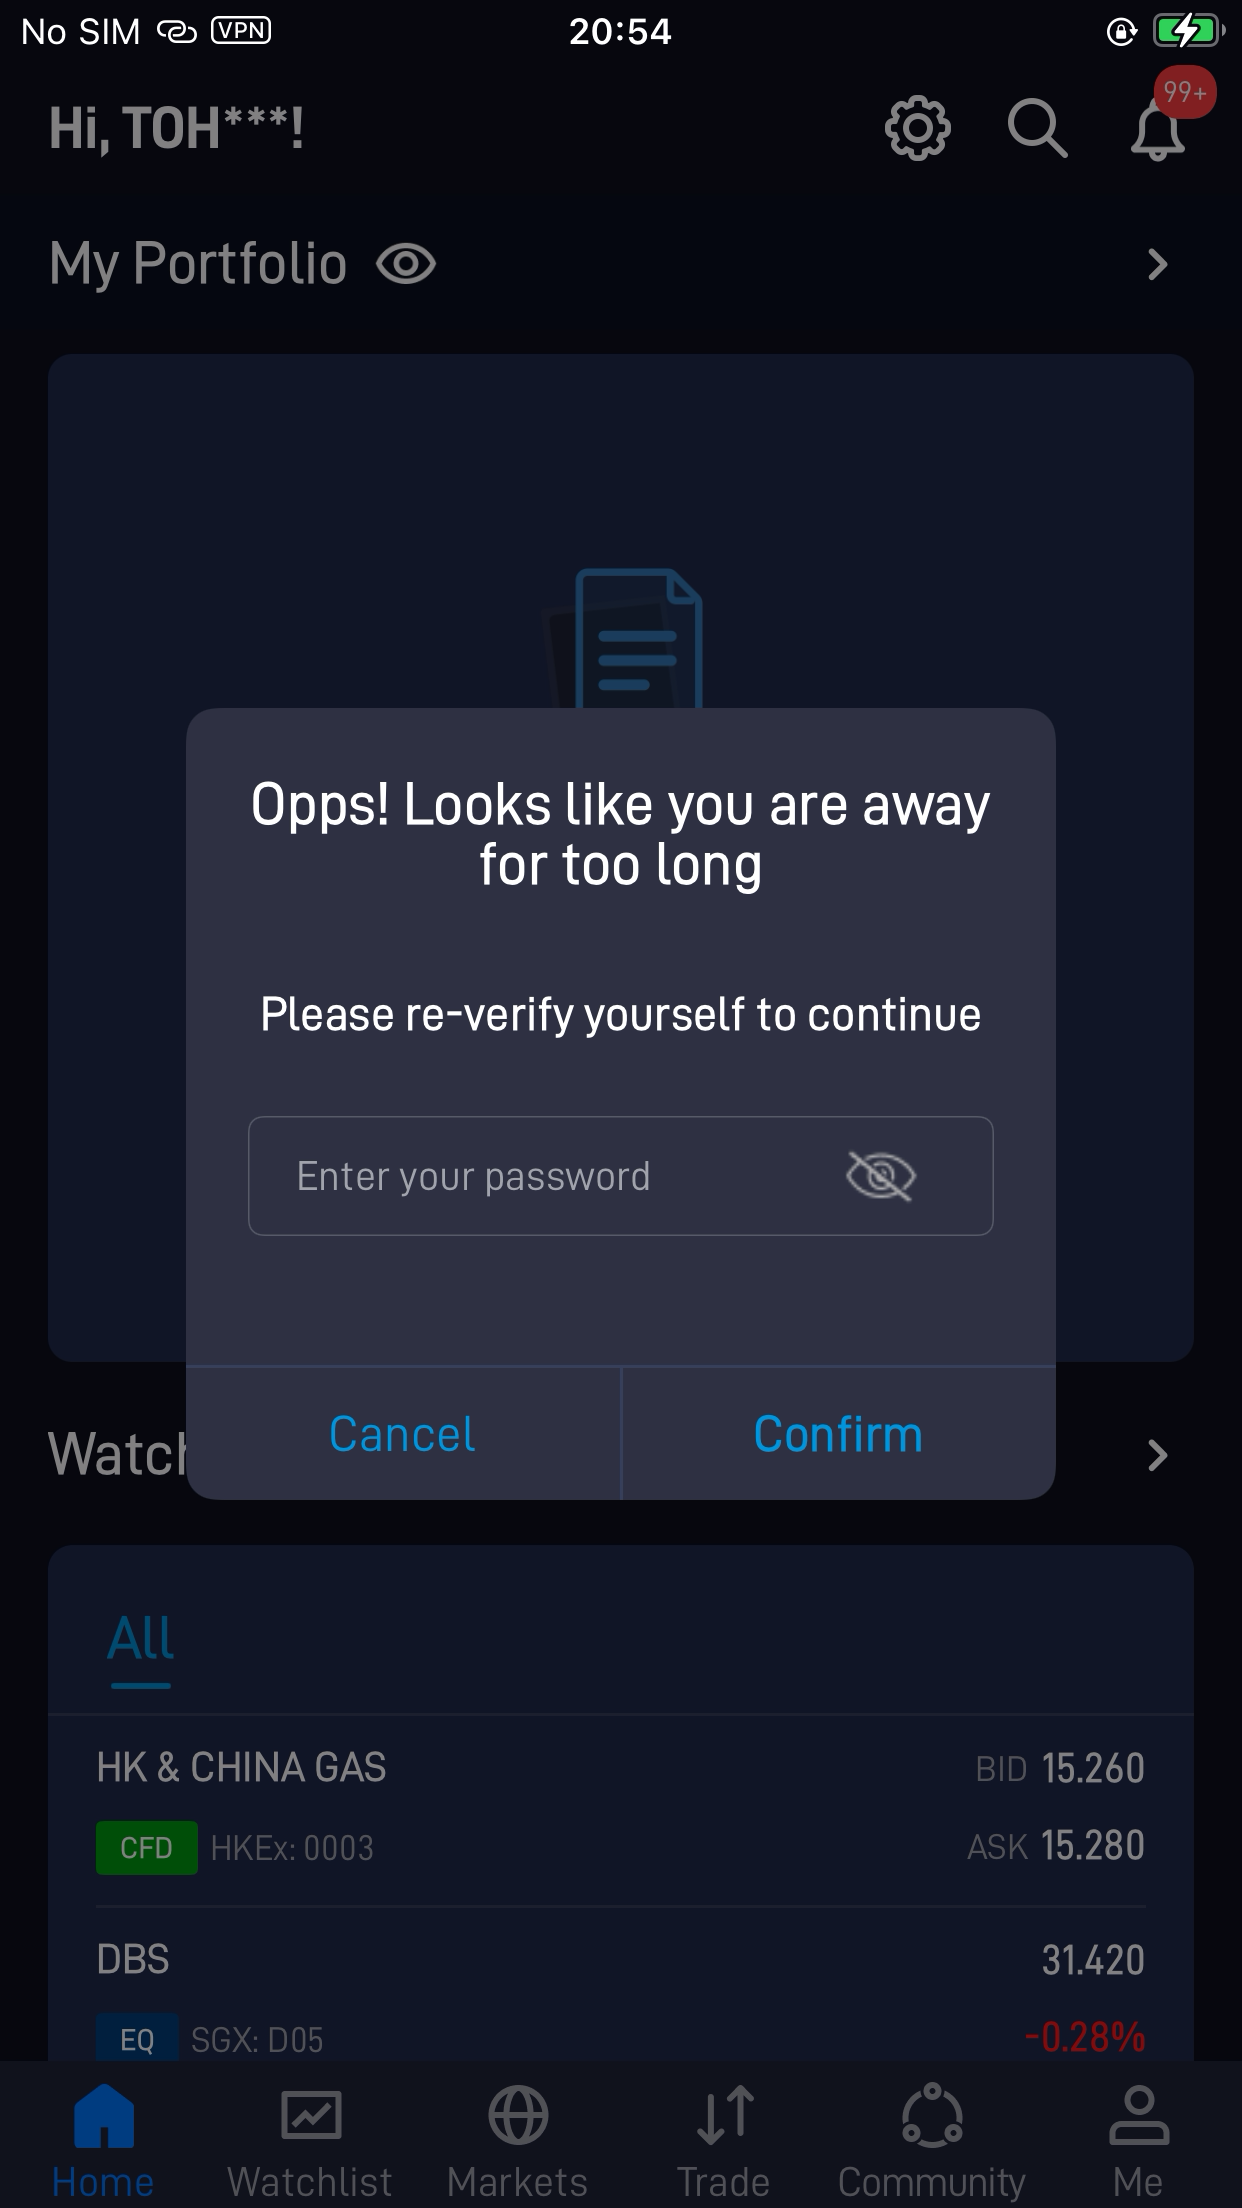 No SIM VPN 20:54
99+
Hi, TOH***!
My Portfolio
Opps! Looks like you are away
for too long
Please re-verify yourself to continue
Enter your password
Cancel Confirm
Watch
All
HK & CHINA GAS BID 15.260
CFD HKEx: 0003 ASK 15.280
DBS 31.420
EQ SGX: D05 -0.28%
Home Watchlist Markets Trade Community Me